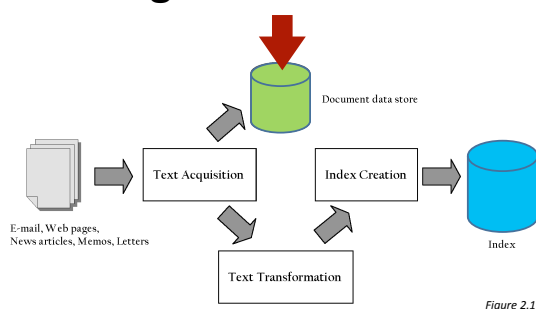 Document data store
Text Acquisition
Index Creation
E-mail, Web pages,
News articles, Memos, Letters
Index
Text Transformation
Figure 2.1